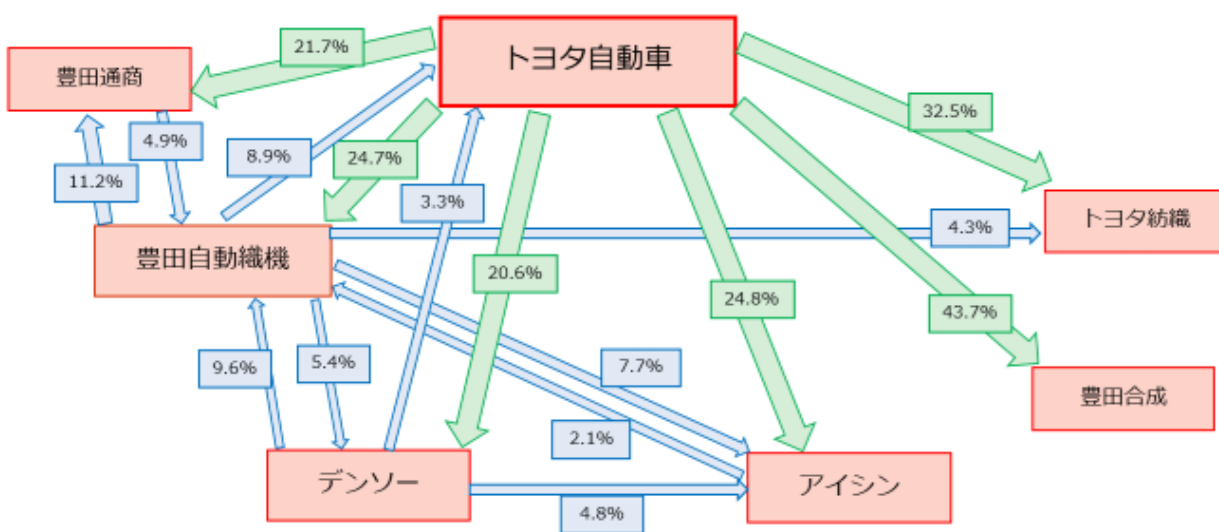 トヨタ自動車
21.7%
豊田通商
32.5%
4.9%
8.9%
24.7%
11.2%
3.3%
トヨタ紡織
4.3%
豊田自動織機
20.6%
24.8%
43.7%
9.6%
5.4%
7.7%
豊田合成
2.1%
デンソー
アイシン
4.8%